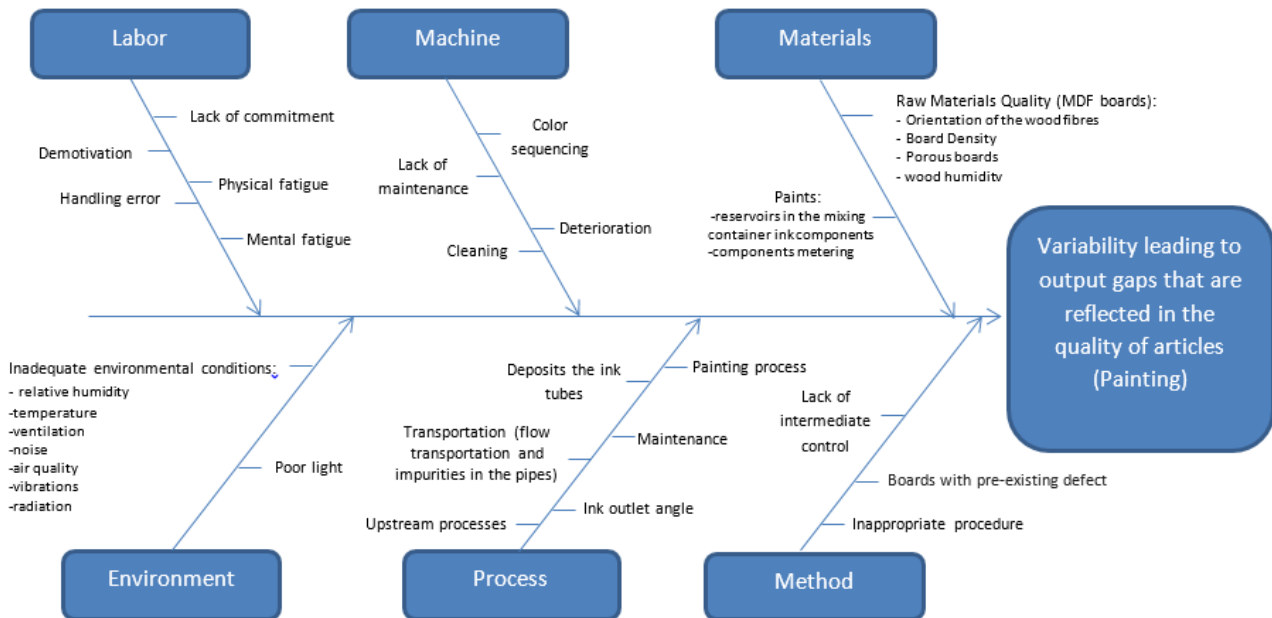 Labor
Machine
Materials
Lack of commitment
Demotivation
Physical fatigue
Handling error
Mental fatigue
Color
sequencing
Lack of
maintenance
Deterioration
Cleaning
Raw Materials Quality (MDF boards):
- Orientation of the wood fibres
- Board Density
- Porous boards
- wood humidity
Paints:
-reservoirs in the mixing
container ink components
-components metering
Variability leading to
output gaps that are
reflected in the
quality of articles
(Painting)
Inadequate environmental conditions:
- relative humidity
-temperature
-ventilation
-noise
-air quality
-vibrations
-radiation
Poor light
Deposits the ink
tubes
Painting process
Transportation (flow
transportation and
impurities in the pipes)
Maintenance
Ink outlet angle
Upstream processes
Lack of
intermediate
control
Boards with pre-existing defect
Inappropriate procedure
Environment
Process
Method